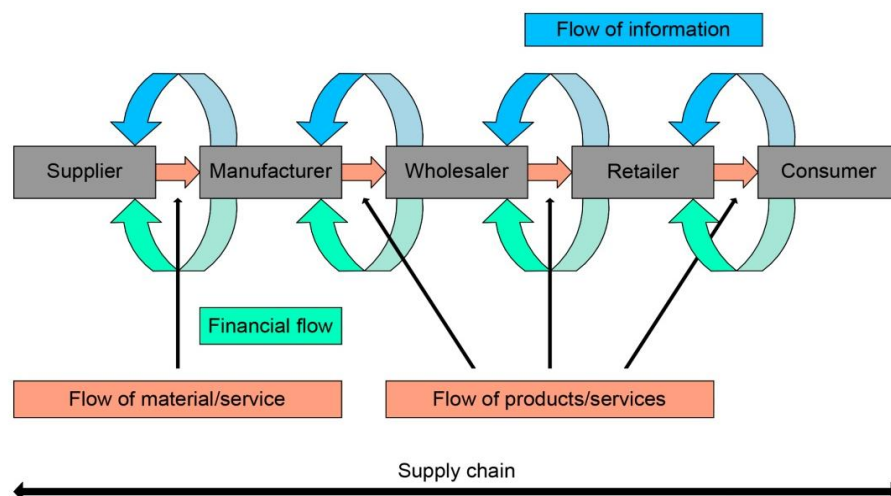 Flow of information
Supplier
Manufacturer
Wholesaler
Retailer
Consumer
Financial flow
Flow of material/service
Flow of products/services
Supply chain